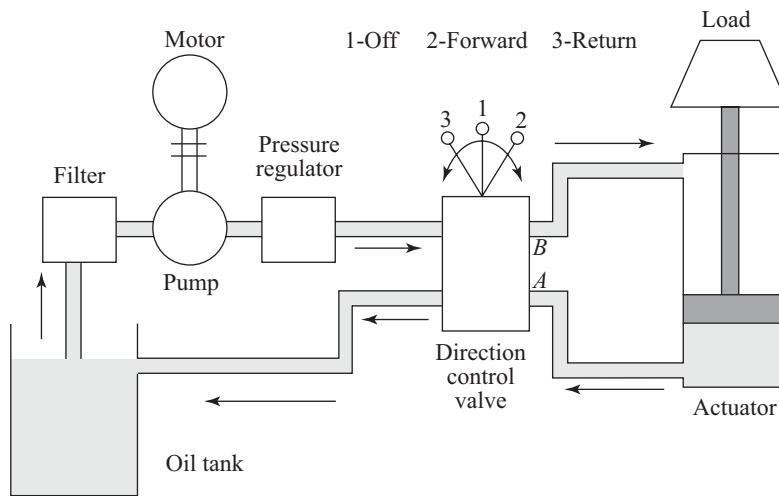 Load
Motor
1-Off 2-Forward 3-Return
1
3
2
Pressure
regulator
Filter
B
Pump
A
Direction
control
valve
Actuator
Oil tank